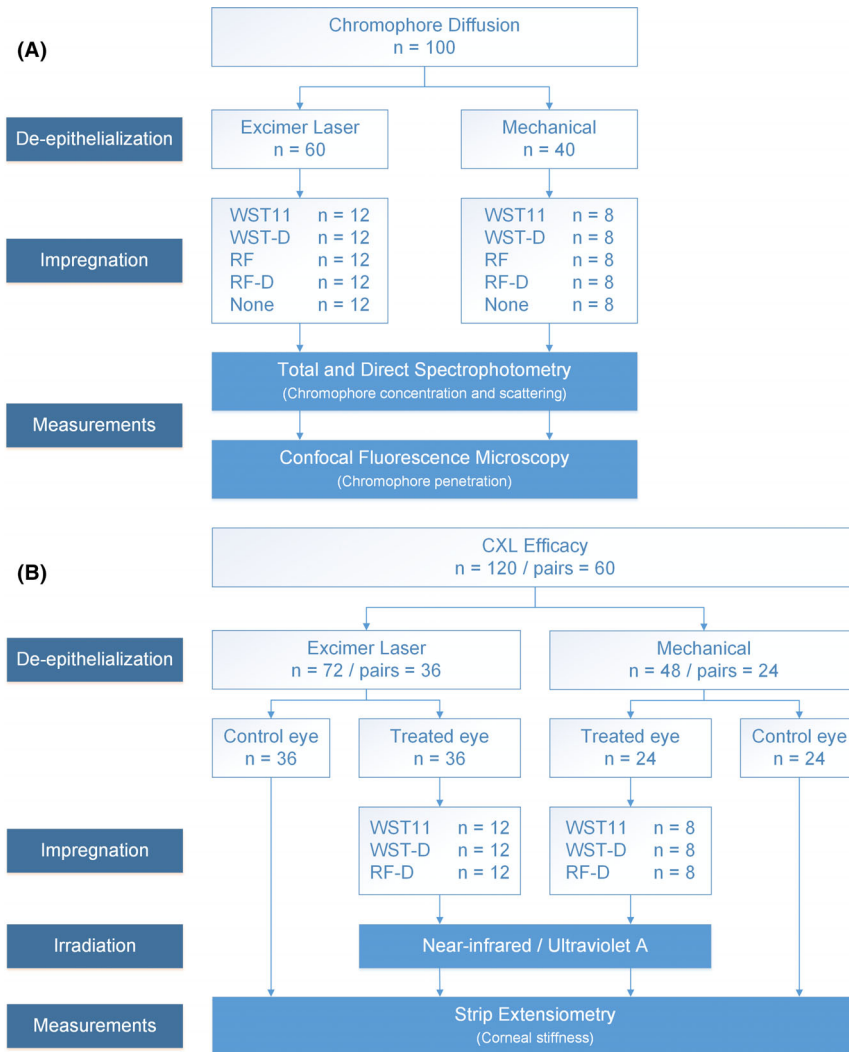 (A)
Chromophore Diffusion
n = 100
De-epithelialization
Excimer Laser
n = 60
Mechanical
n = 40
Impregnation
WST11 n = 12
WST-D n = 12
RF n = 12
RF-D n = 12
None n = 12
WST11 n = 8
WST-D n = 8
RF n = 8
RF-D n = 8
None n = 8
Measurements
Total and Direct Spectrophotometry
(Chromophore concentration and scattering)
Confocal Fluorescence Microscopy
(Chromophore penetration)
(B)
CXL Efficacy
n = 120 / pairs = 60
De-epithelialization
Excimer Laser
n = 72 / pairs = 36
Mechanical
n = 48 / pairs = 24
Control eye
n = 36
Treated eye
n = 36
Treated eye
n = 24
Control eye
n = 24
Impregnation
WST11 n = 12
WST-D n = 12
RF-D n = 12
WST11 n = 8
WST-D n = 8
RF-D n = 8
Irradiation
Near-infrared / Ultraviolet A
Measurements
Strip Extensiometry
(Corneal stiffness)